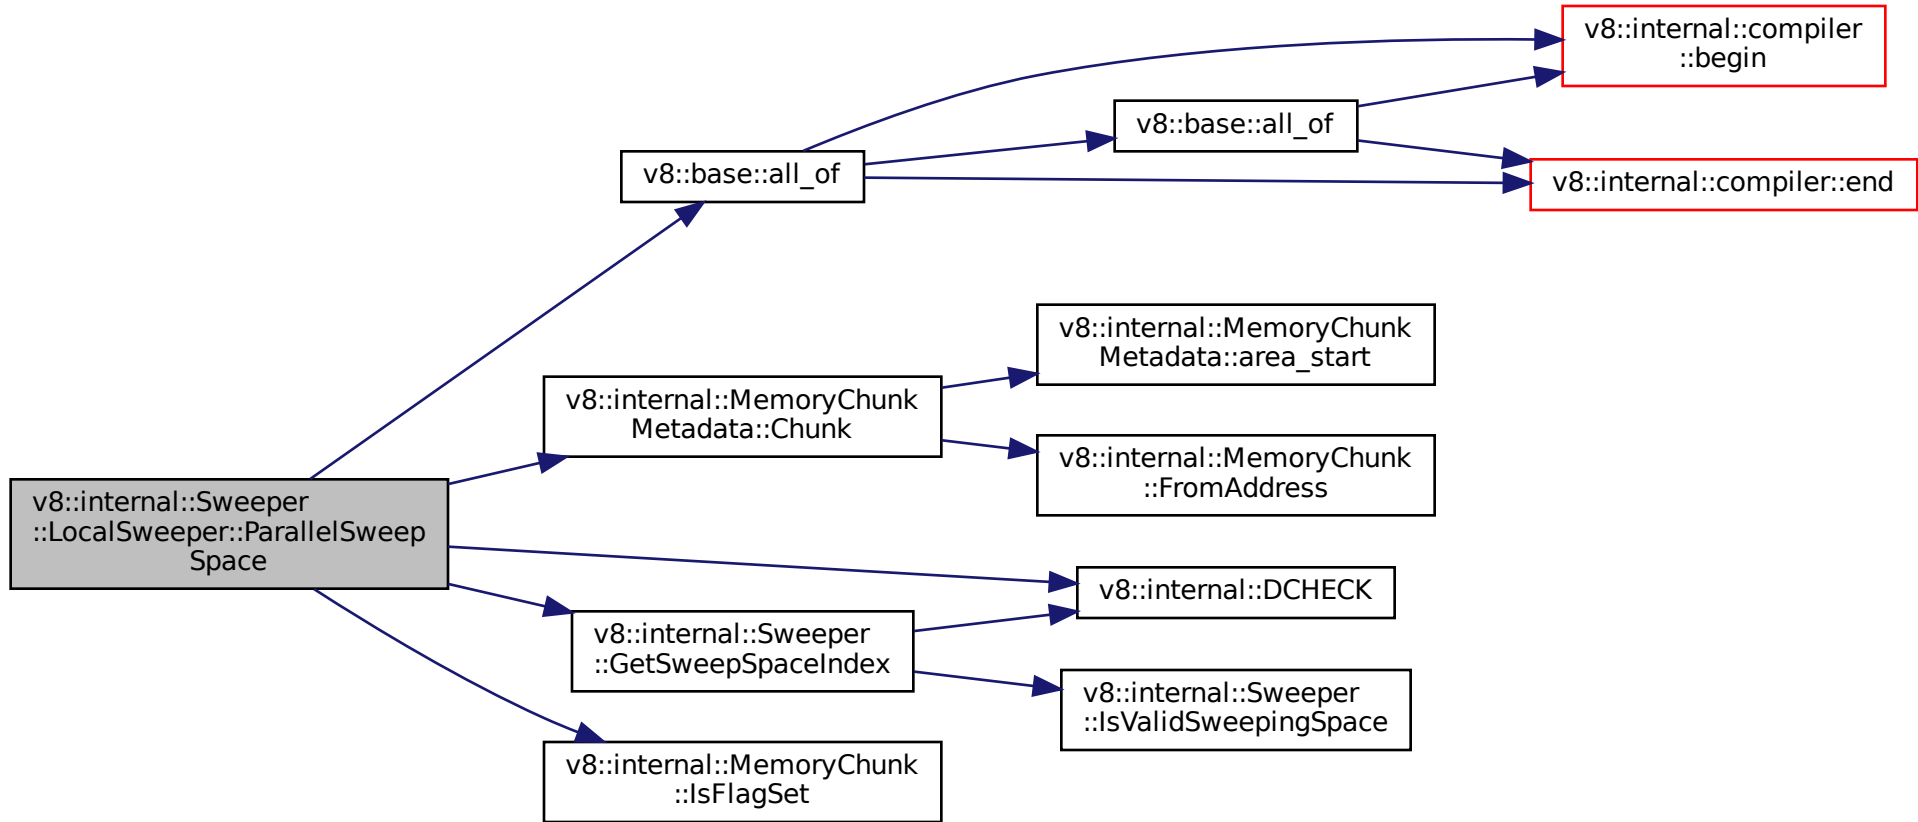 v8::internal::compiler
::begin
v8::base::all_of
v8::base::all_of
v8::internal::compiler::end
v8::internal::MemoryChunk
Metadata::area_start
v8::internal::MemoryChunk
Metadata::Chunk
v8::internal::MemoryChunk
::FromAddress
v8::internal::Sweeper
::LocalSweeper::ParallelSweep
Space
v8::internal::DCHECK
v8::internal::Sweeper
::GetSweepSpaceIndex
v8::internal::Sweeper
::IsValidSweepingSpace
v8::internal::MemoryChunk
::IsFlagSet